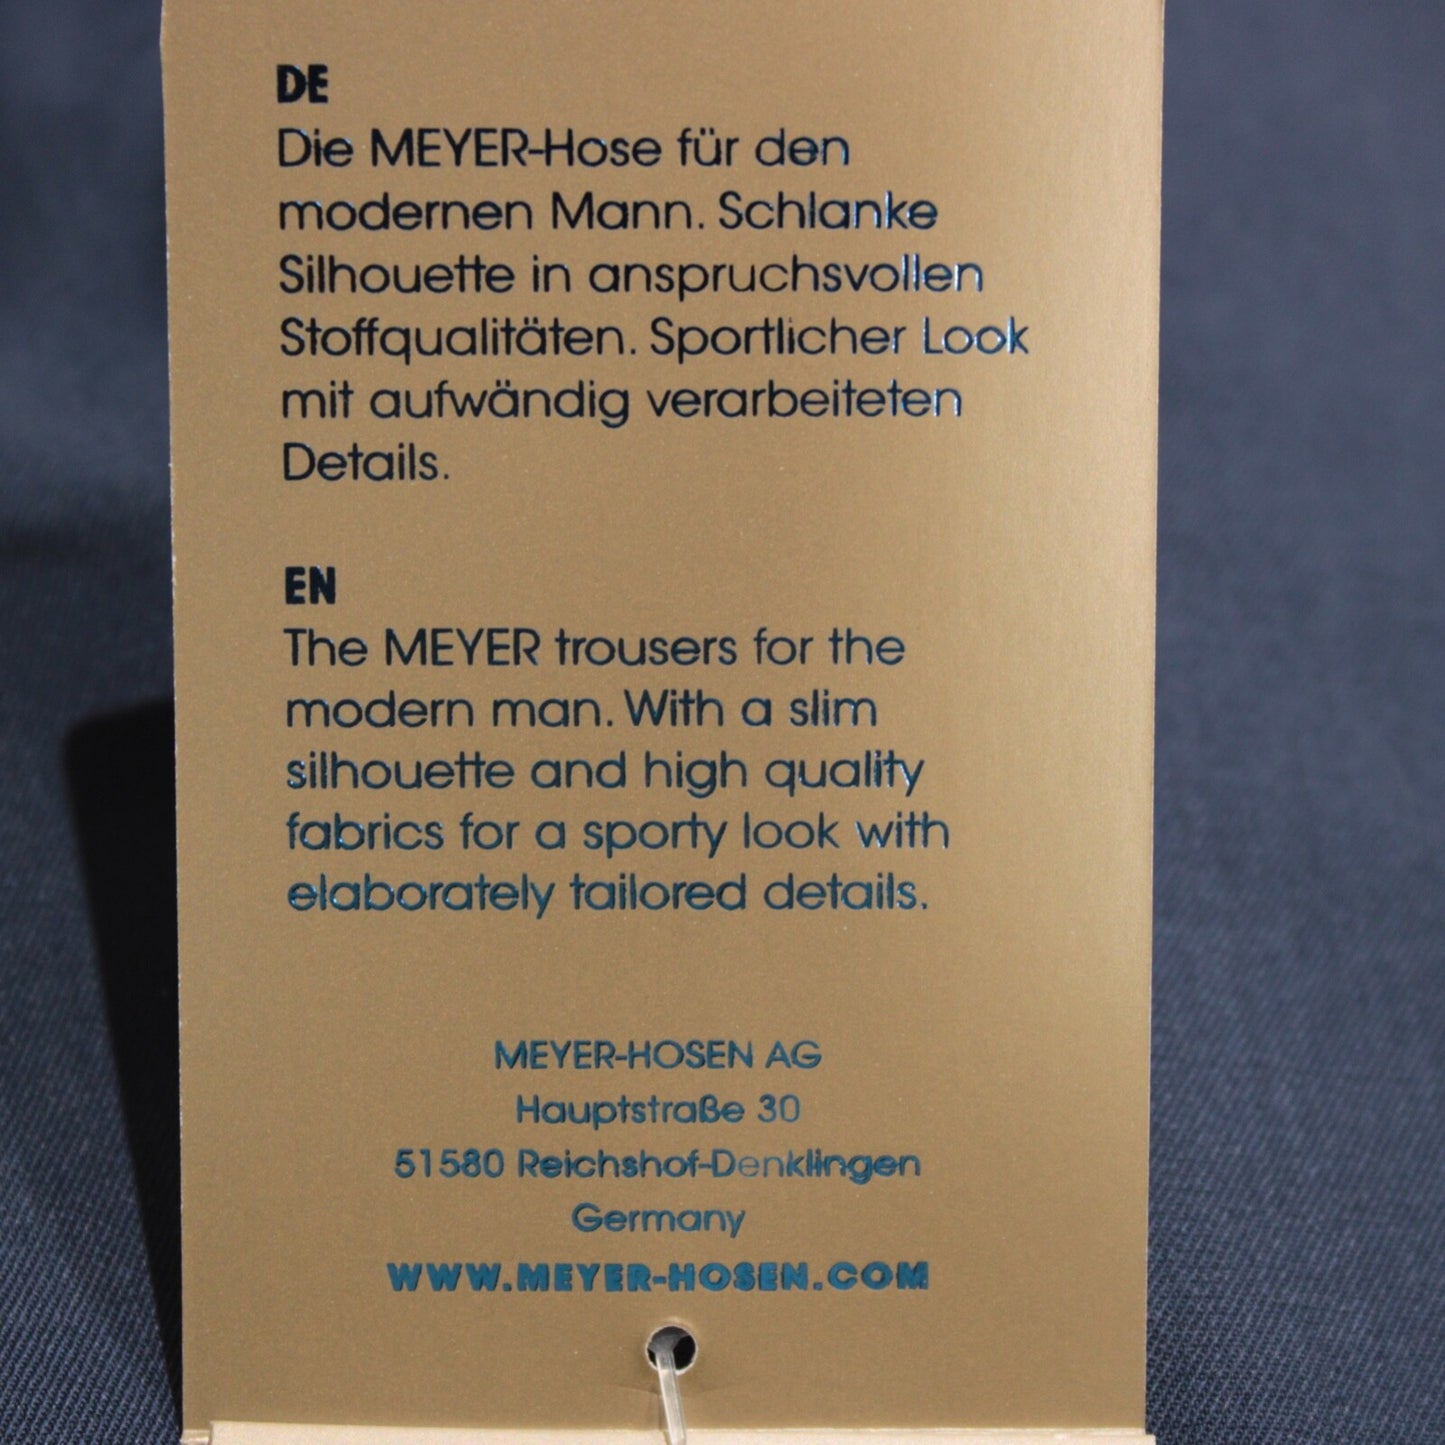 DE
Die MEYER-Hose für den
modernen Mann. Schlanke
Silhouette in anspruchsvollen
Stoffqualitäten. Sportlicher Look
mit aufwändig verarbeiteten
Details.
EN
The MEYER trousers for the
modern man. With a slim
silhouette and high quality
fabrics for a sporty look with
elaborately tailored details.
MEYER-HOSEN AG
Hauptstraße 30
51580 Reichshof-Denklingen
Germany
WWW.MEYER-HOSEN.COM